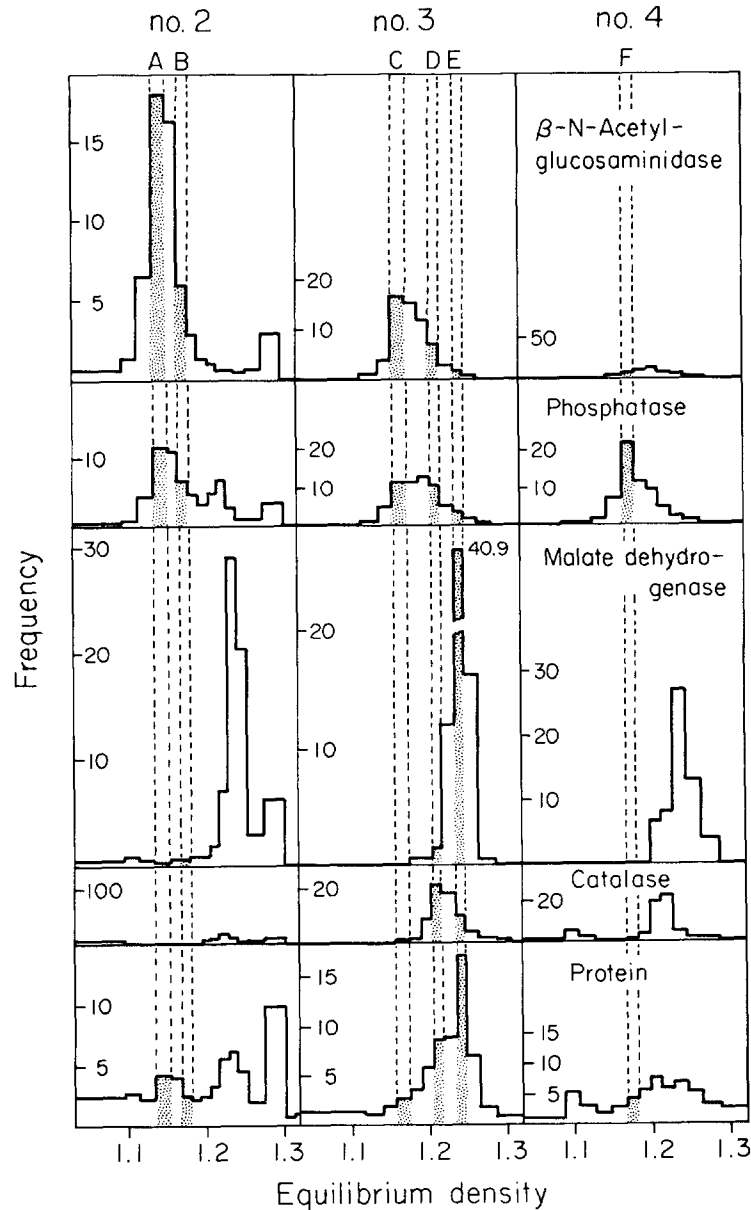 no. 2 no. 3 no. 4
A B C D E F
15
10
5
20
10
50
β-N-Acetyl-
glucosaminidase
10
20
10
20
10
Phosphatase
30
20
10
20
10
40.9
30
20
10
Malate dehydro-
genase
100
20
20
Catalase
10
5
15
10
5
15
10
5
Protein
Frequency
1.1 1.2 1.3 1.1 1.2 1.3 1.1 1.2 1.3
Equilibrium density